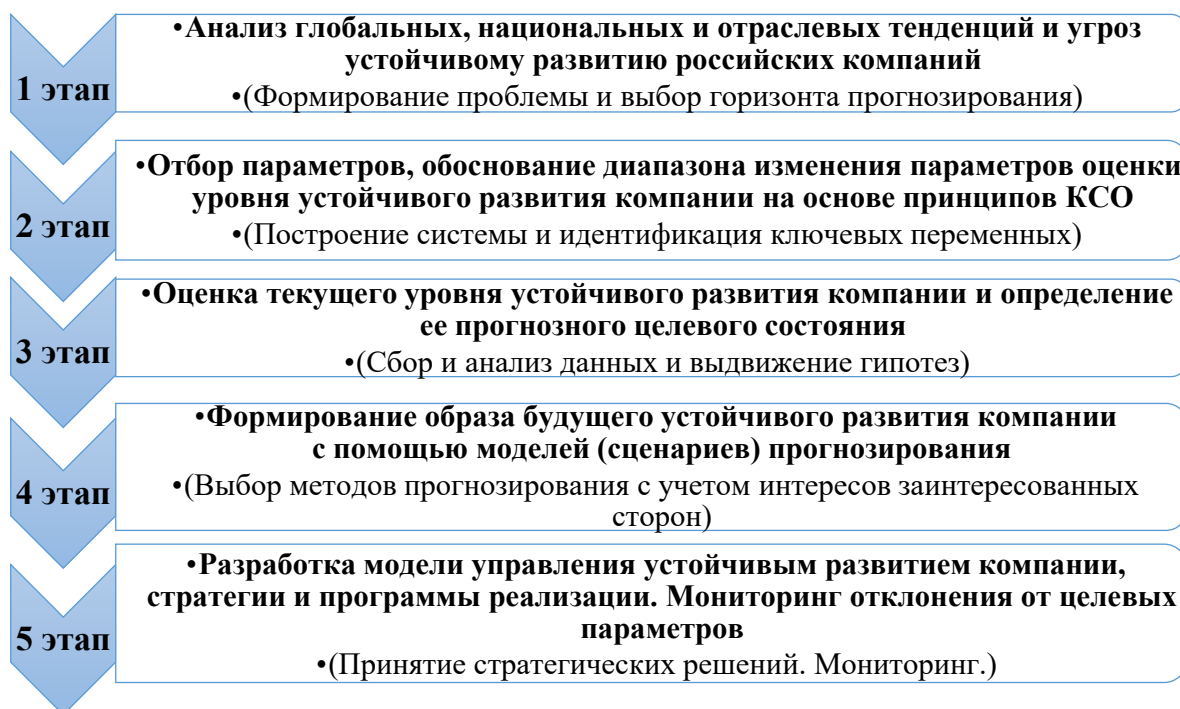 1 этап
•Анализ глобальных, национальных и отраслевых тенденций и угроз
устойчивому развитию российских компаний
•(Формирование проблемы и выбор горизонта прогнозирования)
2 этап
•Отбор параметров, обоснование диапазона изменения параметров оценки
уровня устойчивого развития компании на основе принципов КСО
•(Построение системы и идентификация ключевых переменных)
3 этап
•Оценка текущего уровня устойчивого развития компании и определение
ее прогнозного целевого состояния
•(Сбор и анализ данных и выдвижение гипотез)
4 этап
•Формирование образа будущего устойчивого развития компании
с помощью моделей (сценариев) прогнозирования
•(Выбор методов прогнозирования с учетом интересов заинтересованных
сторон)
5 этап
•Разработка модели управления устойчивым развитием компании,
стратегии и программы реализации. Мониторинг отклонения от целевых
параметров
•(Принятие стратегических решений. Мониторинг.)